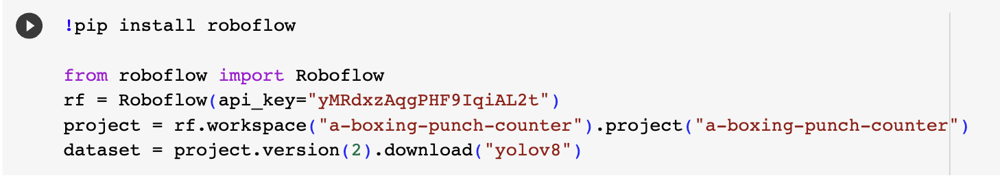 !pip install roboflow
from roboflow import Roboflow
rf = Roboflow(api_key="yMRdxzAqgPHF9IqiAL2t")
project = rf.workspace("a-boxing-punch-counter").project("a-boxing-punch-counter")
dataset = project.version(2).download("yolov8")